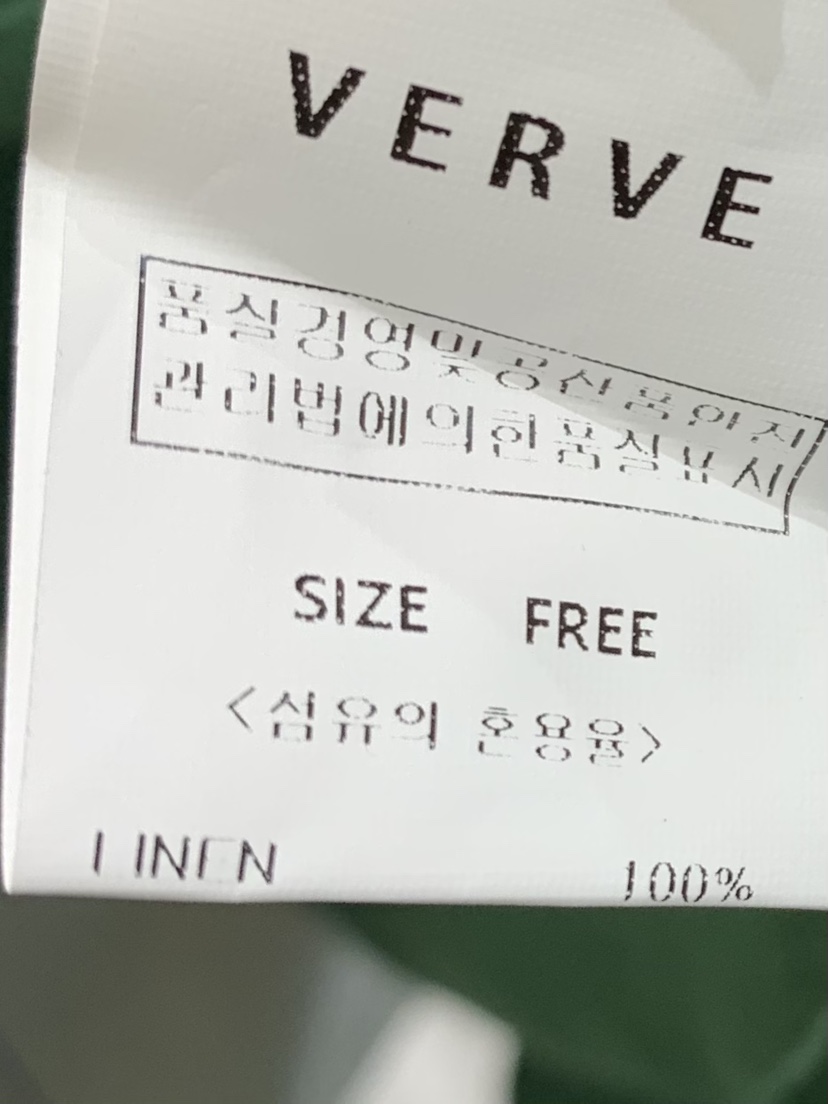 VERVE
품질경영및공산품안전
관리법에의한품질표시
SIZE FREE
<섬유의 혼용율>
LINEN 100%